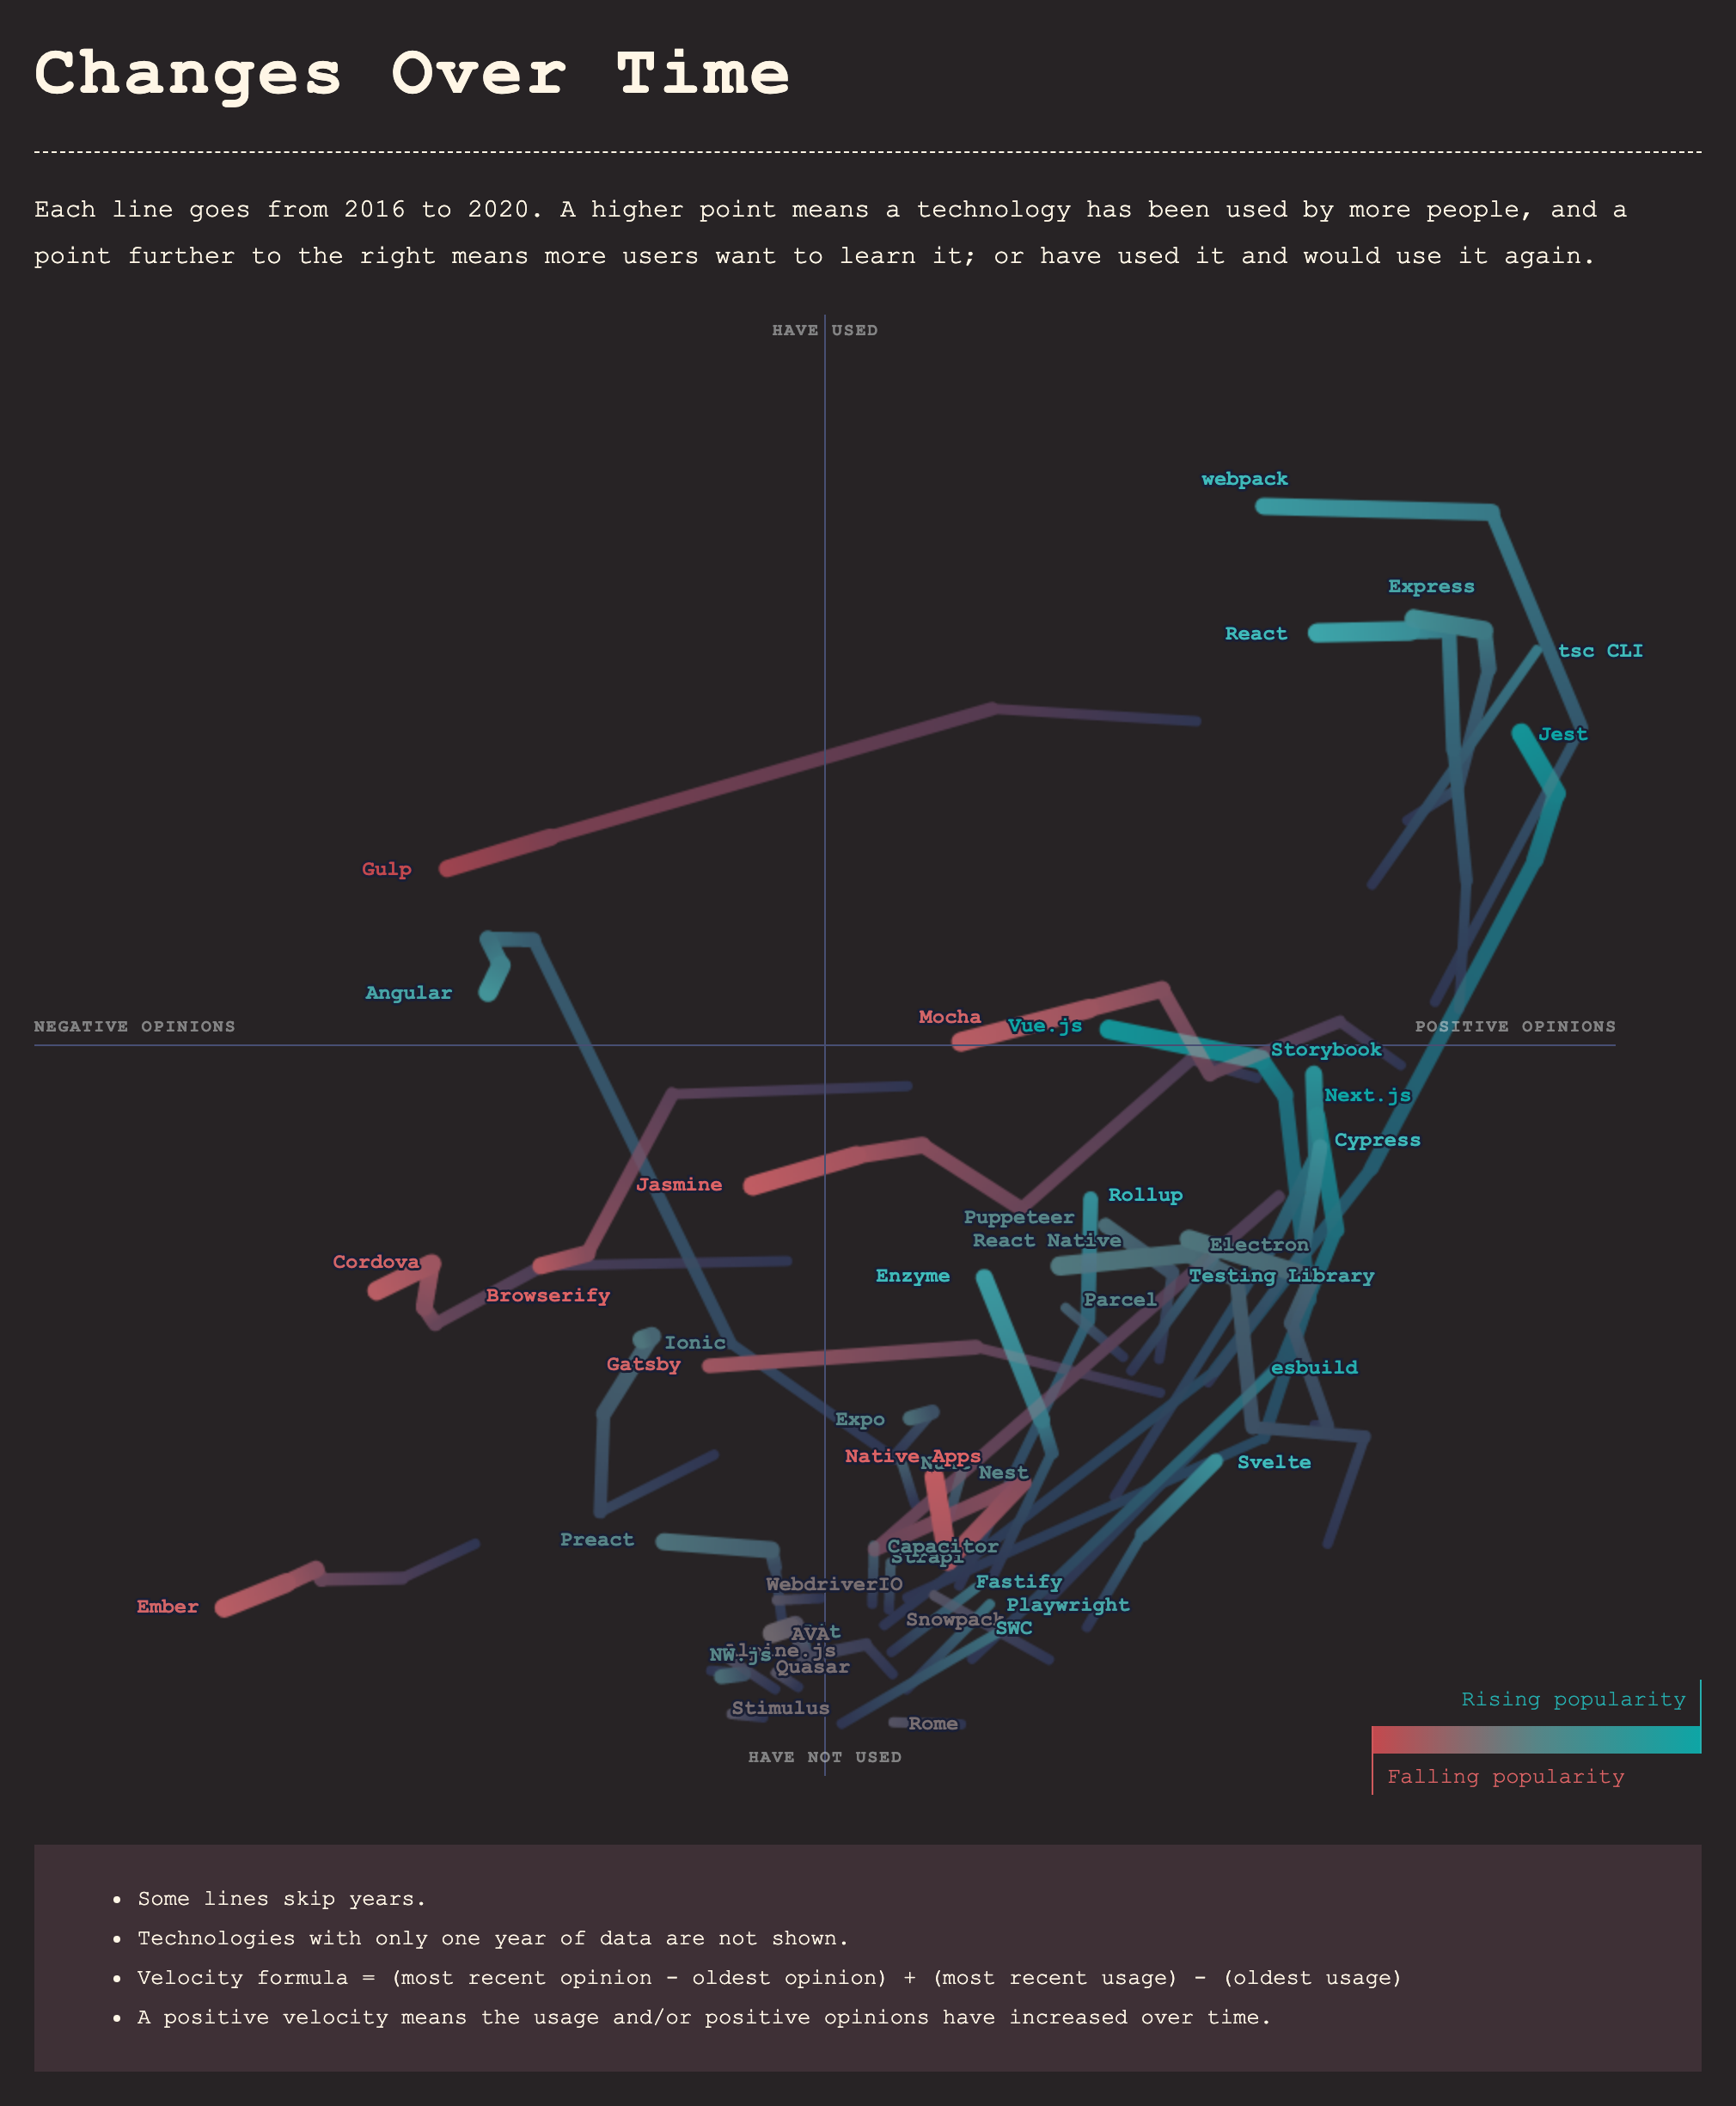 Changes Over Time
Each line goes from 2016 to 2020. A higher point means a technology has been used by more people, and a
point further to the right means more users want to learn it; or have used it and would use it again.
HAVE USED
webpack
Express
React
tsc CLI
Jest
Gulp
Angular
Mocha
Vue.js
NEGATIVE OPINIONS
POSITIVE OPINIONS
Storybook
Next.js
Cypress
Jasmine
Rollup
Puppeteer
React Native
Electron
Cordova
Enzyme
Testing Library
Browserify
Parcel
Ionic
Gatsby
esbuild
Expo
Native Apps
Svelte
Nest
Preact
Capacitor
Strapi
Fastify
WebdriverIO
Playwright
Ember
Snowpack
SWC
AVA
Alpine.js
NW.js
Quasar
Stimulus
Rome
HAVE NOT USED
Rising popularity
Falling popularity
• Some lines skip years.
• Technologies with only one year of data are not shown.
• Velocity formula = (most recent opinion - oldest opinion) + (most recent usage) - (oldest usage)
• A positive velocity means the usage and/or positive opinions have increased over time.